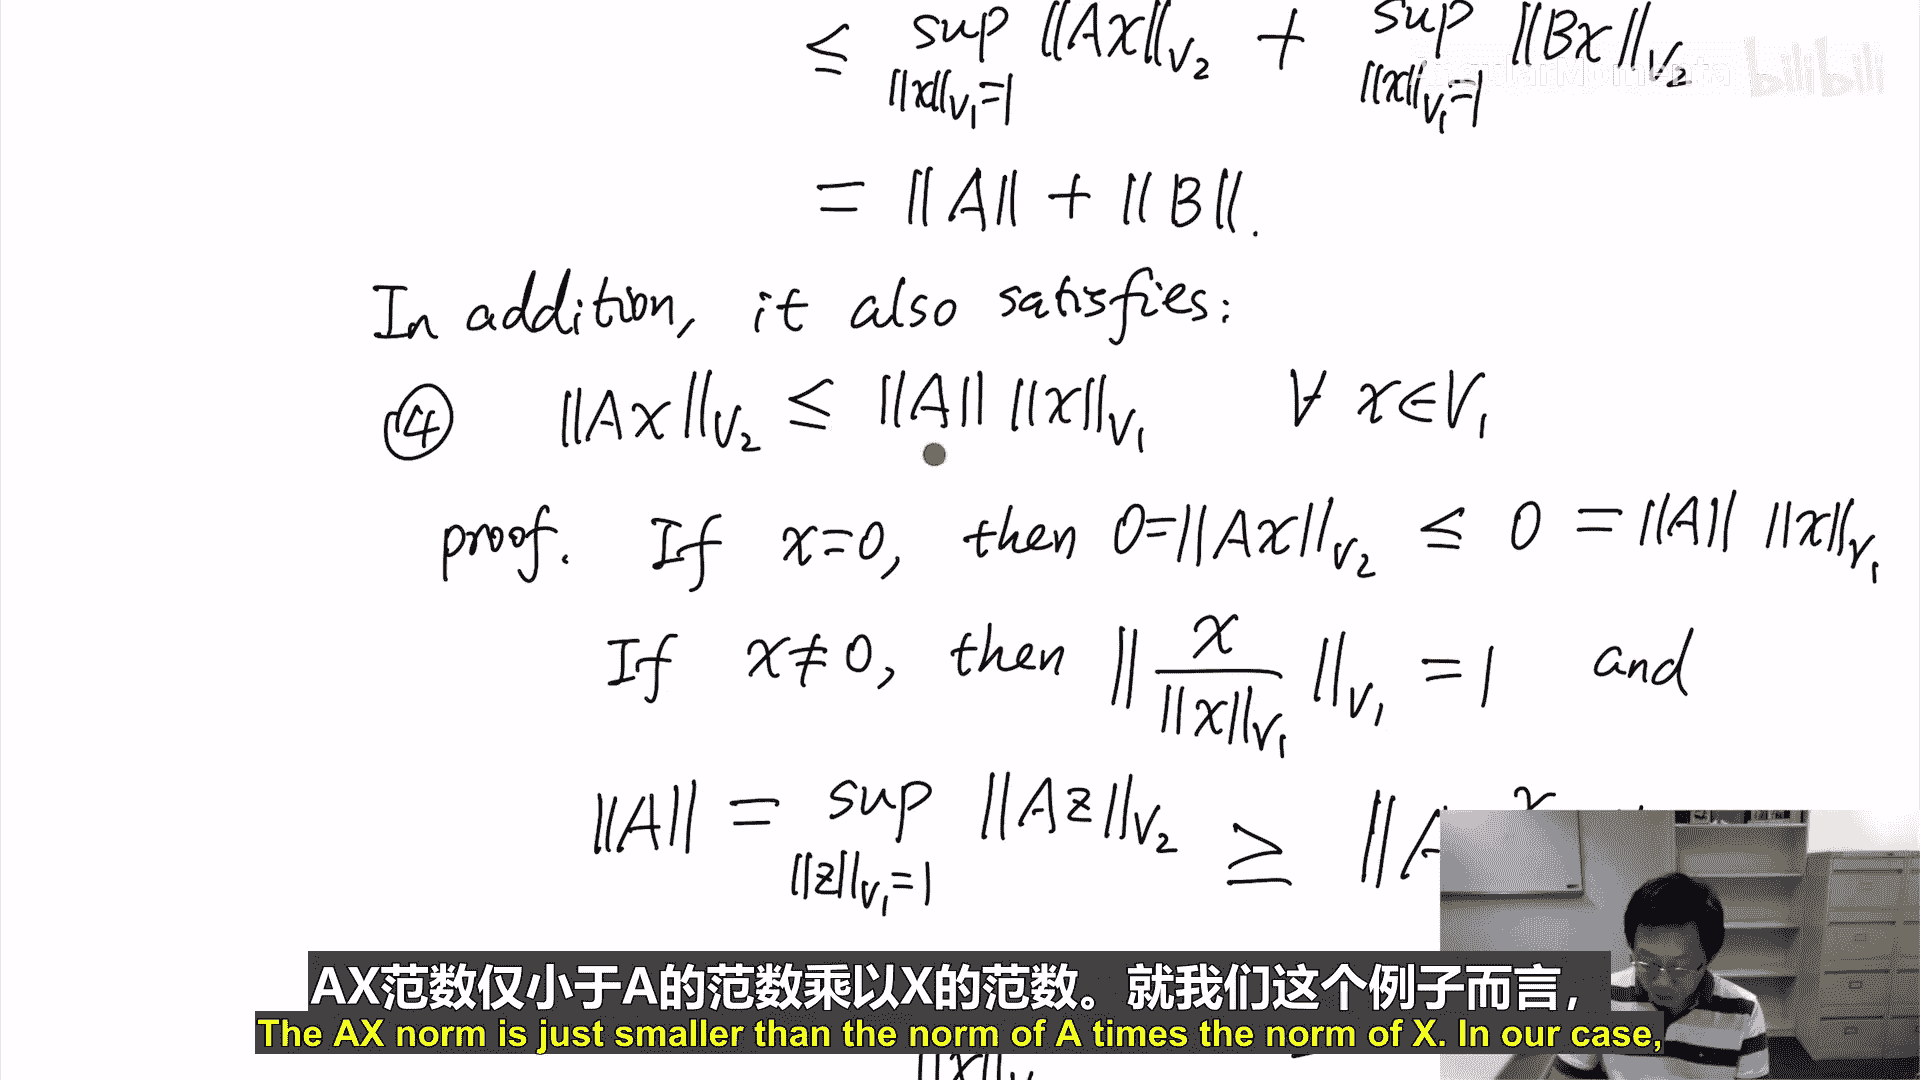 ≤ sup ||Ax||_{V_2} + sup ||Bx||_{V_2}
||x||_{V_1}=1 ||x||_{V_1}=1
bilibili
= ||A|| + ||B||.
In addition, it also satisfies:
④ ||Ax||_{V_2} ≤ ||A|| ||x||_{V_1} ∀ x∈V_1
proof. If x=0, then 0=||Ax||_{V_2} ≤ 0 = ||A|| ||x||_{V_1}
If x≠0, then || x / ||x||_{V_1} ||_{V_1} = 1 and
||A|| = sup ||Az||_{V_2} ≥ ||A x
||z||_{V_1}=1
AX范数仅小于A的范数乘以X的范数。就我们这个例子而言，
The AX norm is just smaller than the norm of A times the norm of X. In our case,